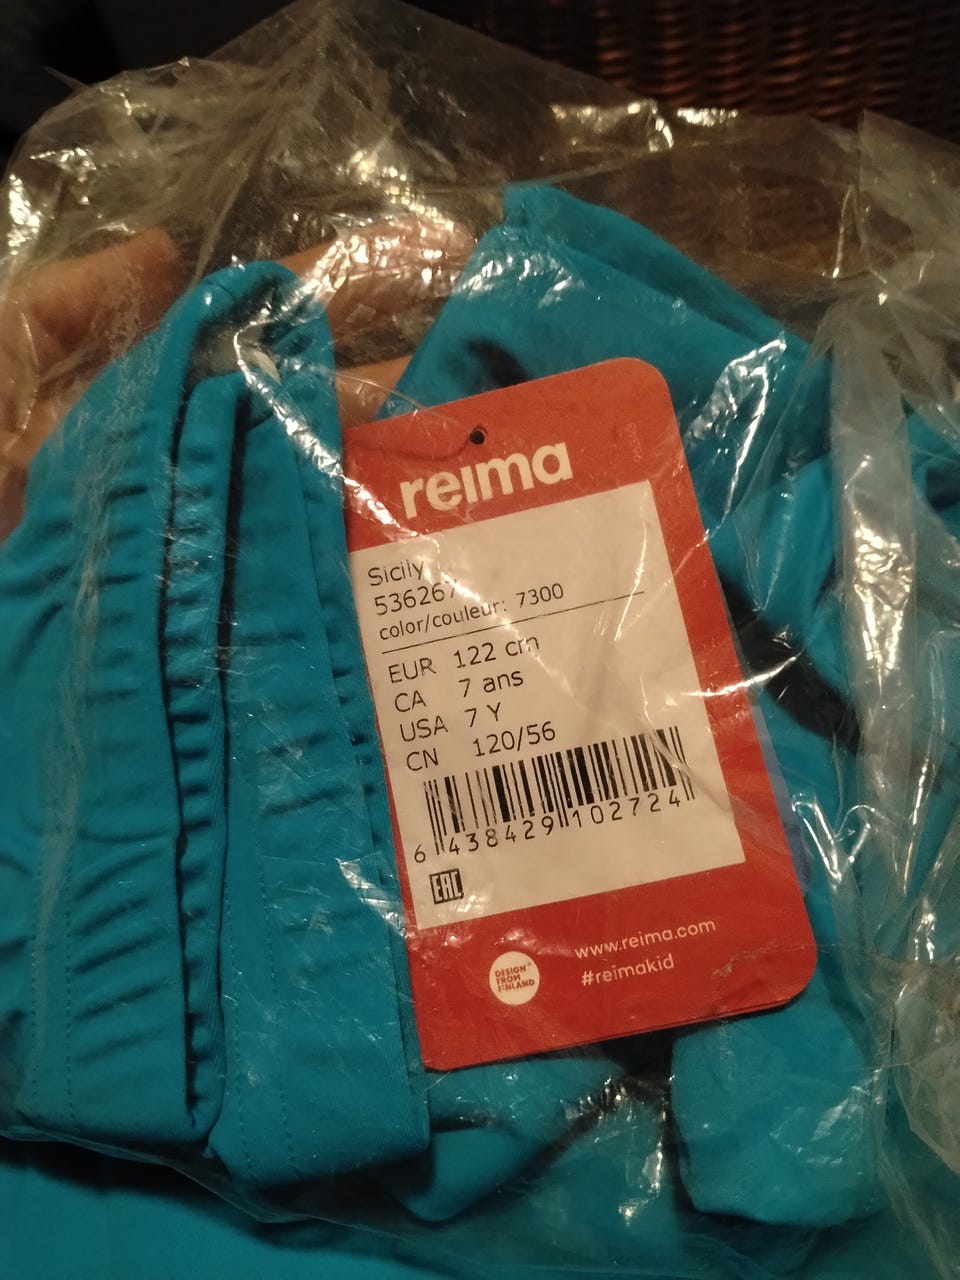 reima
Sicily
536267
color/couleur: 7300
EUR 122 cm
CA 7 ans
USA 7 Y
CN 120/56
6 438429 102724
EAC
www.reima.com
#reimakid
DESIGN
FROM
FINLAND